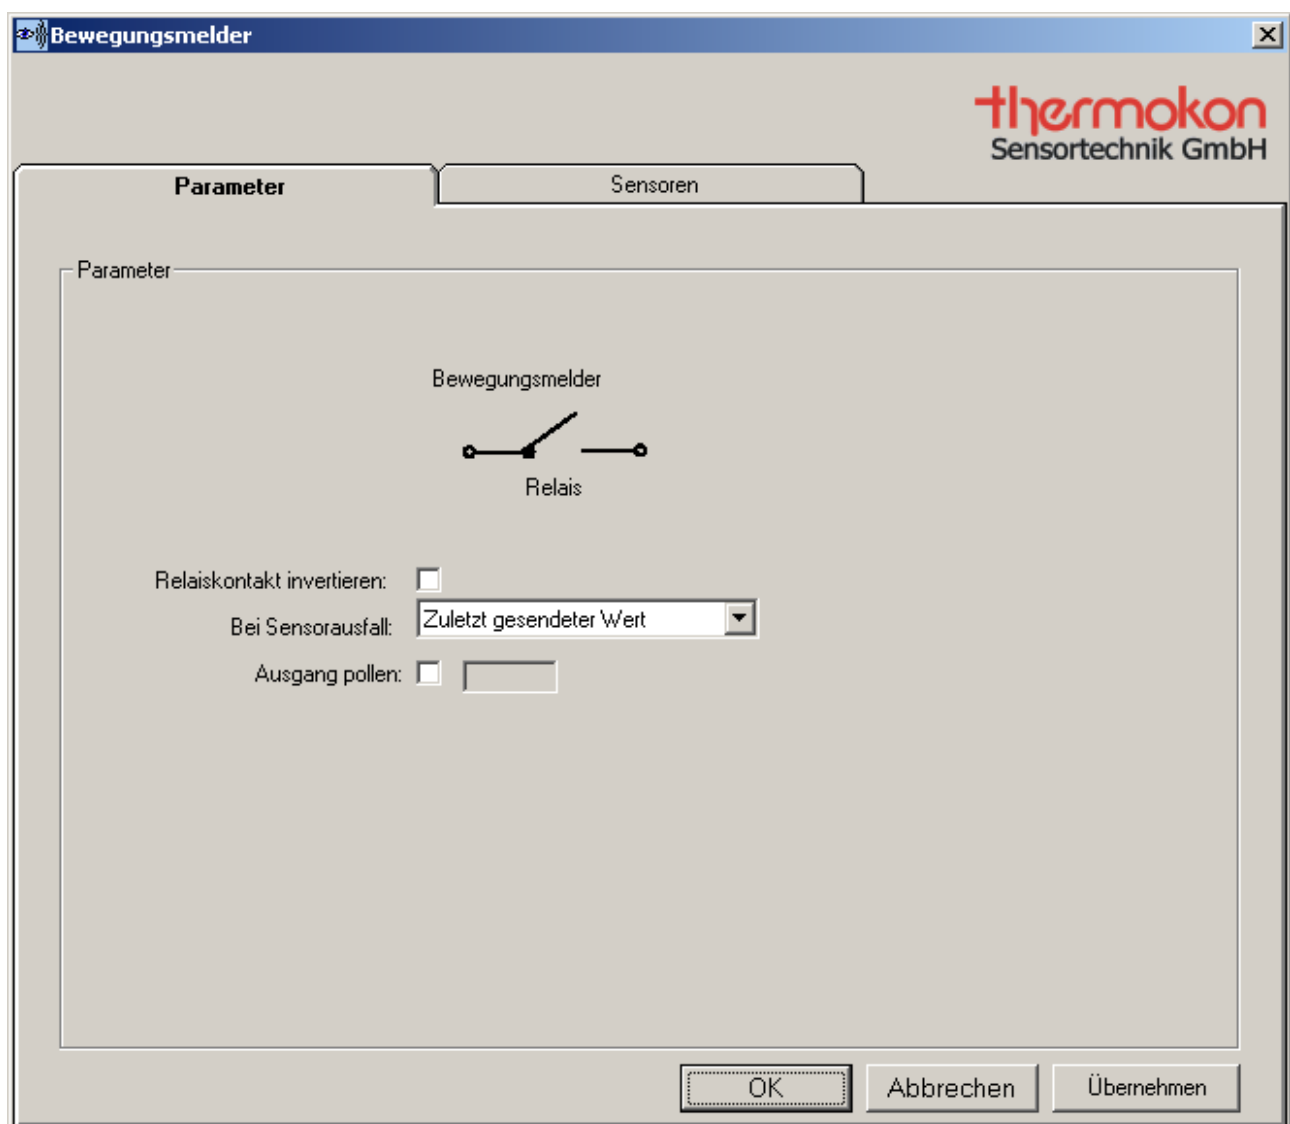 Bewegungsmelder
thermokon
Sensortechnik GmbH
Parameter
Sensoren
Parameter
Bewegungsmelder
Relais
Relaiskontakt invertieren:
Bei Sensorausfall: Zuletzt gesendeter Wert
Ausgang pollen:
OK Abbrechen Übernehmen